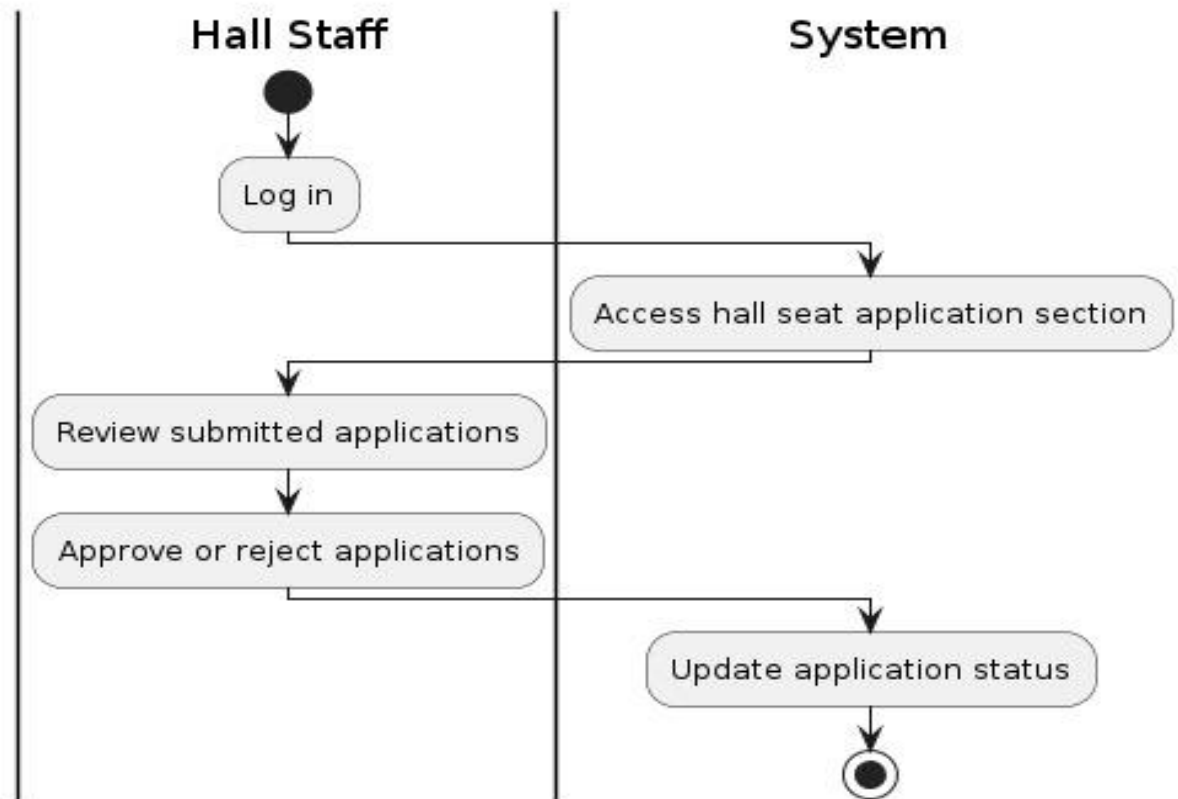 Hall Staff
System
Log in
Access hall seat application section
Review submitted applications
Approve or reject applications
Update application status